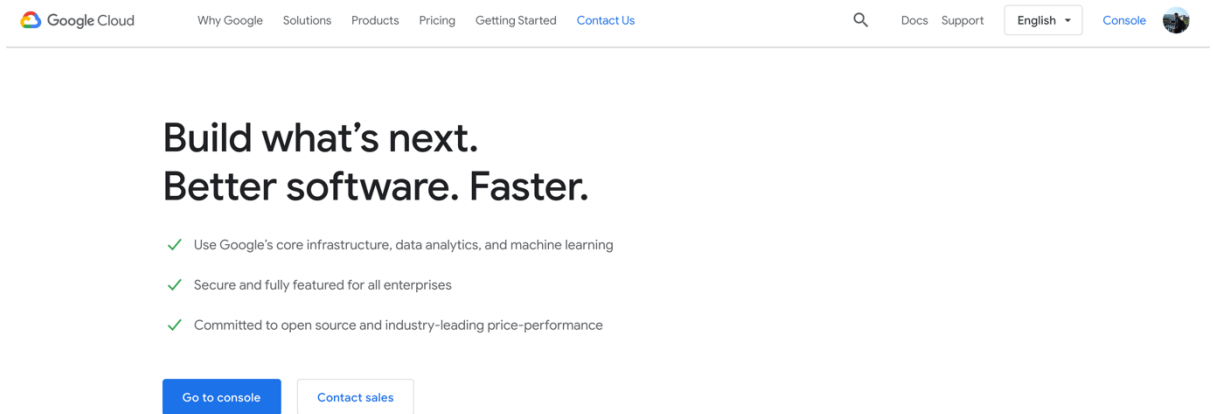 Google Cloud Why Google Solutions Products Pricing Getting Started Contact Us Docs Support English Console
Build what’s next.
Better software. Faster.
Use Google’s core infrastructure, data analytics, and machine learning
Secure and fully featured for all enterprises
Committed to open source and industry-leading price-performance
Go to console Contact sales